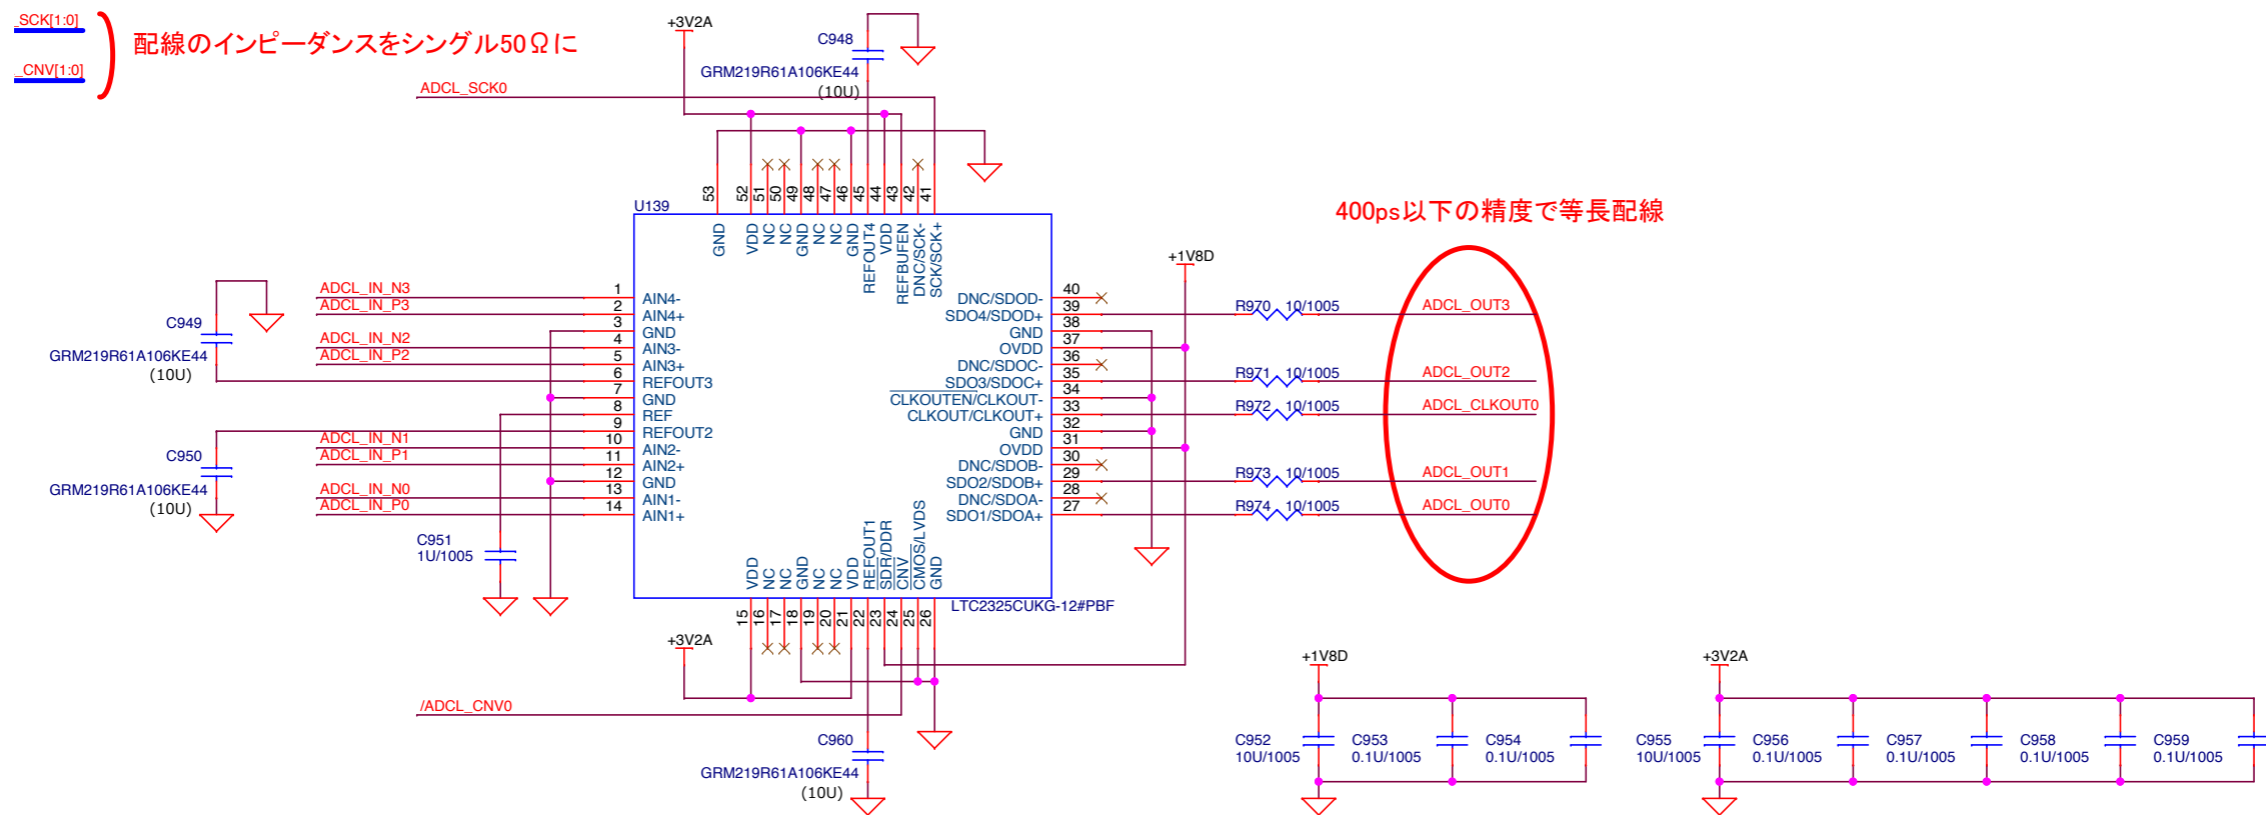 _SCK[1:0]
_CNV[1:0]
配線のインピーダンスをシングル50Ωに
+3V2A
C948
GRM219R61A106KE44
(10U)
ADCL_SCK0
53
52
51
50
49
48
47
46
45
44
43
42
41
U139
GND
VDD
NC
NC
GND
NC
NC
GND
REFOUT4
VDD
REFBUFEN
DNC/SCK-
SCK/SCK+
400ps以下の精度で等長配線
+1V8D
ADCL_IN_N3 1 AIN4-
ADCL_IN_P3 2 AIN4+
3 GND
ADCL_IN_N2 4 AIN3-
ADCL_IN_P2 5 AIN3+
6 REFOUT3
7 GND
8 REF
9 REFOUT2
ADCL_IN_N1 10 AIN2-
ADCL_IN_P1 11 AIN2+
12 GND
ADCL_IN_N0 13 AIN1-
ADCL_IN_P0 14 AIN1+
C949
GRM219R61A106KE44
(10U)
C950
GRM219R61A106KE44
(10U)
C951
1U/1005
DNC/SDOD- 40
SDO4/SDOD+ 39 R970 10/1005 ADCL_OUT3
GND 38
OVDD 37
DNC/SDOC- 36
SDO3/SDOC+ 35 R971 10/1005 ADCL_OUT2
CLKOUTEN/CLKOUT- 34
CLKOUT/CLKOUT+ 33 R972 10/1005 ADCL_CLKOUT0
GND 32
OVDD 31
DNC/SDOB- 30
SDO2/SDOB+ 29 R973 10/1005 ADCL_OUT1
DNC/SDOA- 28
SDO1/SDOA+ 27 R974 10/1005 ADCL_OUT0
VDD
NC
NC
GND
NC
NC
VDD
REFOUT1
SDR/DDR
CNV
CMOS/LVDS
GND
LTC2325CUKG-12#PBF
15
16
17
18
19
20
21
22
23
24
25
26
+3V2A
/ADCL_CNV0
C960
GRM219R61A106KE44
(10U)
+1V8D
C952
10U/1005
C953
0.1U/1005
C954
0.1U/1005
+3V2A
C955
10U/1005
C956
0.1U/1005
C957
0.1U/1005
C958
0.1U/1005
C959
0.1U/1005